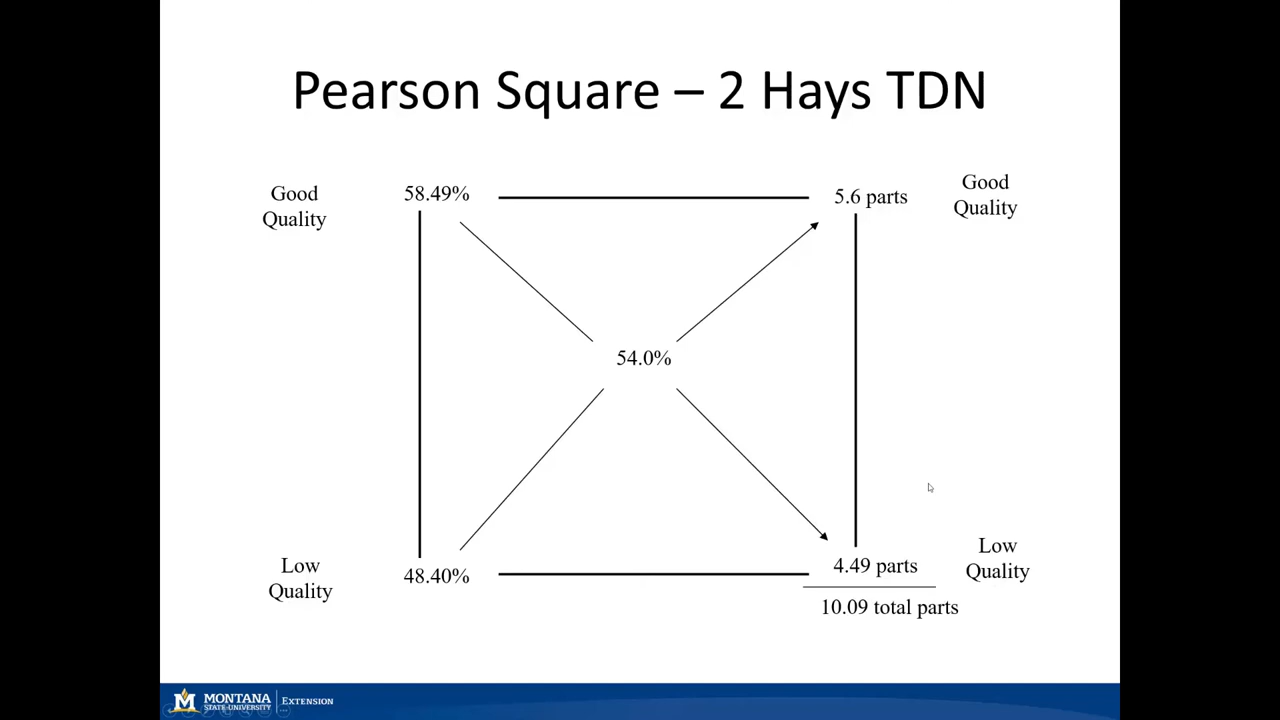 Pearson Square – 2 Hays TDN
Good
Quality
58.49%
5.6 parts
Good
Quality
54.0%
Low
Quality
48.40%
4.49 parts
Low
Quality
10.09 total parts
M
MONTANA
STATE UNIVERSITY
EXTENSION